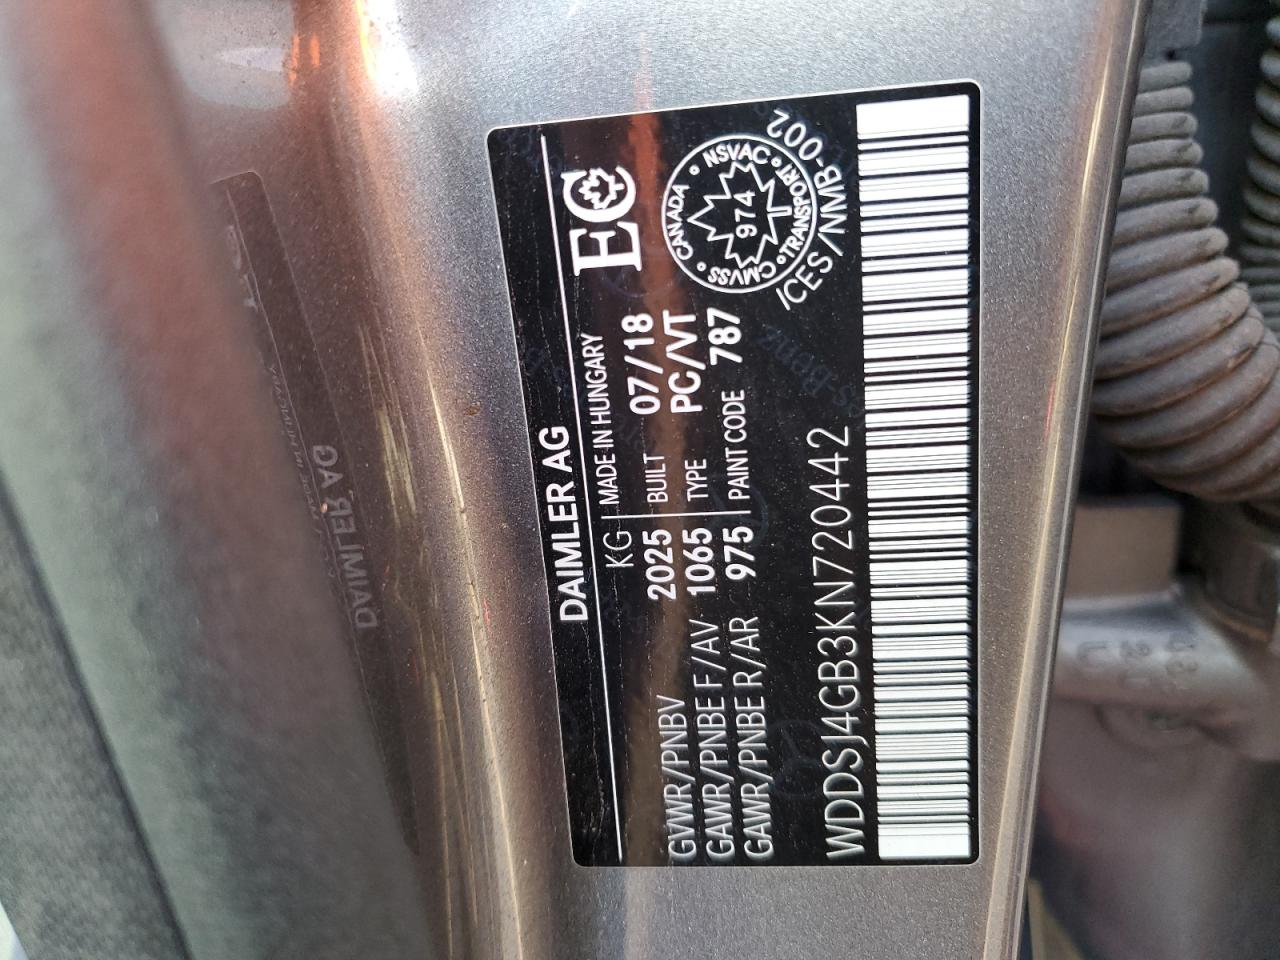 DAIMLER AG
KG MADE IN HUNGARY
GVWR/PNBV 2025 BUILT 07/18
GAWR/PNBE F/AV 1065 TYPE PC/VT
GAWR/PNBE R/AR 975 PAINT CODE 787
EC
CANADA • NSVAC • TRANSPORT • CMVSS
974
ICES/NMB-002
WDDSJ4GB3KN720442
DAIMLER AG